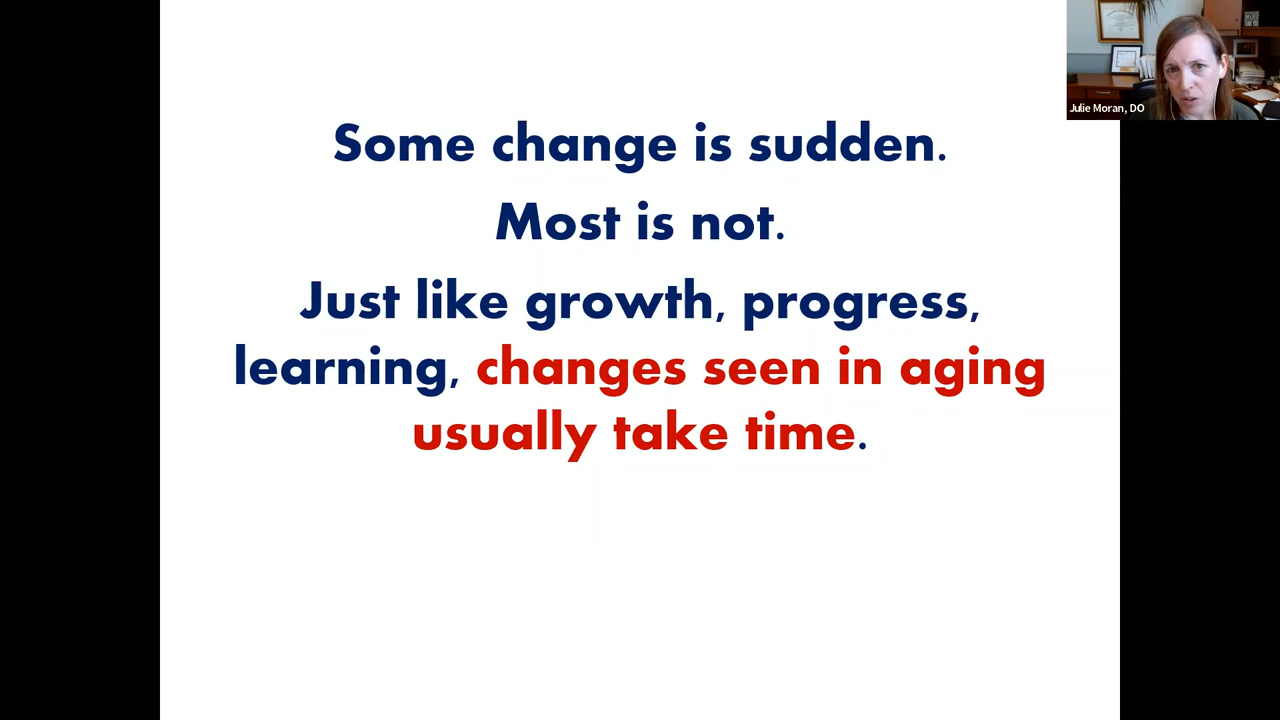 Julie Moran, DO
Some change is sudden.
Most is not.
Just like growth, progress,
learning, changes seen in aging
usually take time.